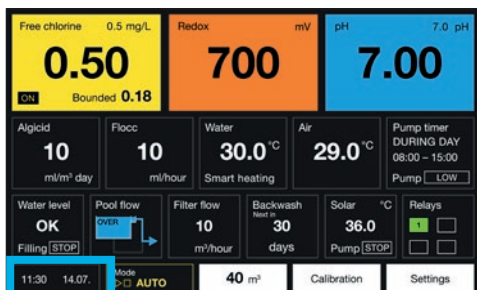 Free chlorine 0.5 mg/L
0.50
ON Bounded 0.18
Redox mV
700
pH 7.0 pH
7.00
Algicid
10
ml/m³ day
Flocc
10
ml/hour
Water
30.0°C
Smart heating
Air
29.0°C
Pump timer
DURING DAY
08:00 – 15:00
Pump LOW
Water level
OK
Filling STOP
Pool flow
OVER
Filter flow
10
m³/hour
Backwash
Next in
30
days
Solar °C
36.0
Pump STOP
Relays
1
11:30 14.07.
Mode
AUTO
40 m³
Calibration
Settings